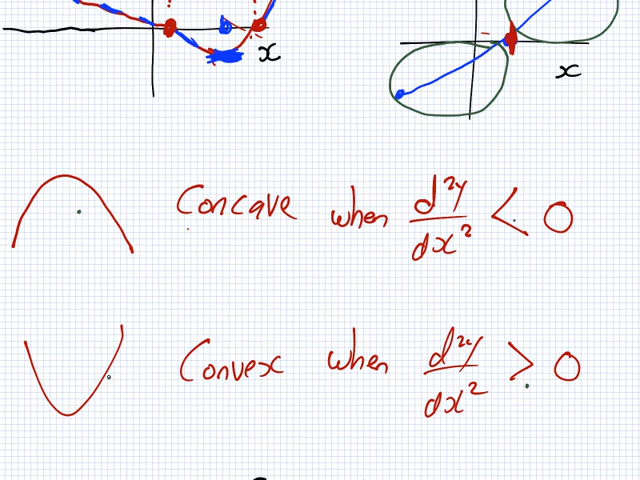 x
x
Concave when d²y/dx² < 0
Convex when d²y/dx² > 0